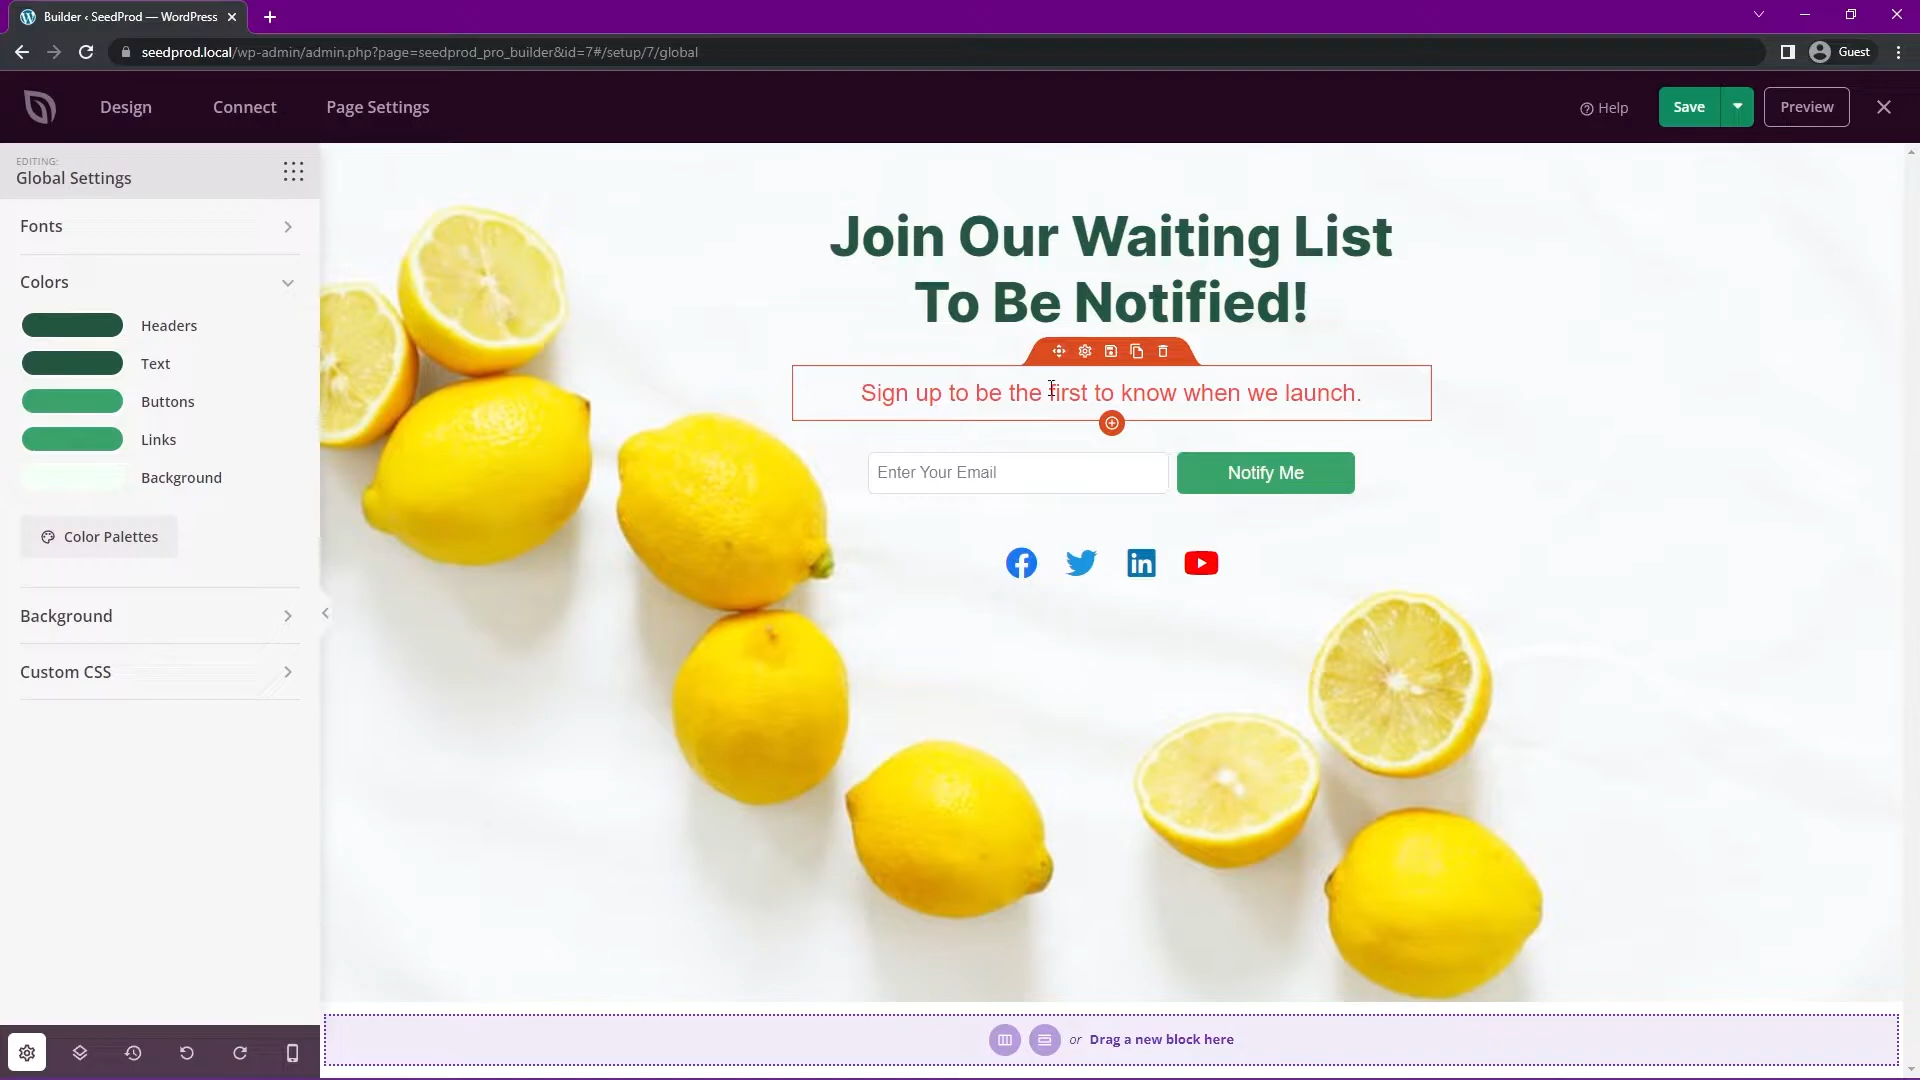 Builder ‹ SeedProd — WordPress
seedprod.local/wp-admin/admin.php?page=seedprod_pro_builder&id=7#/setup/7/global
Guest
Design
Connect
Page Settings
Help
Save
Preview
EDITING:
Global Settings
Fonts
Colors
Headers
Text
Buttons
Links
Background
Color Palettes
Background
Custom CSS
Join Our Waiting List
To Be Notified!
Sign up to be the first to know when we launch.
Enter Your Email
Notify Me
in
or Drag a new block here